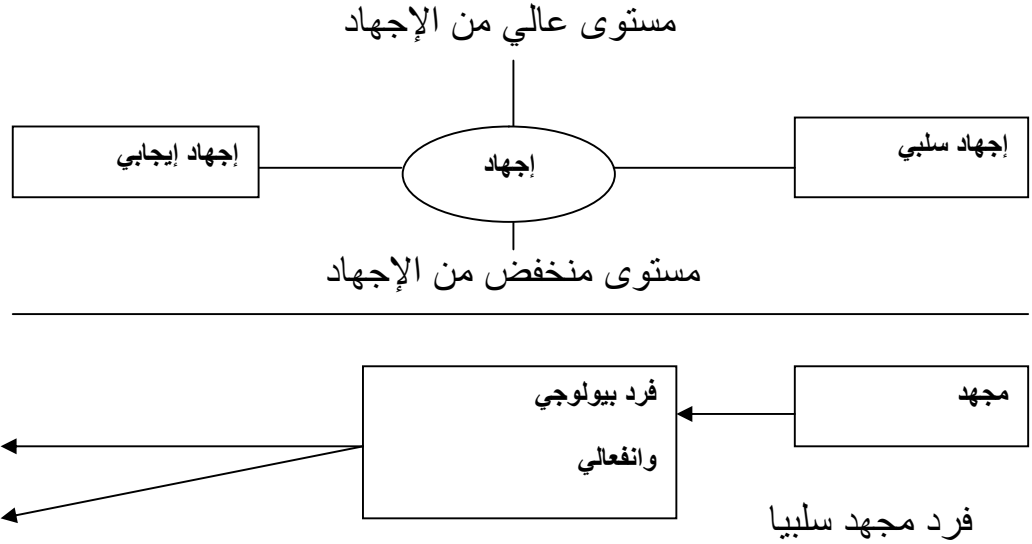 مستوى عالي من الإجهاد
إجهاد سلبي
إجهاد
إجهاد إيجابي
مستوى منخفض من الإجهاد
مجهد
فرد بيولوجي
وانفعالي
فرد مجهد سلبيا